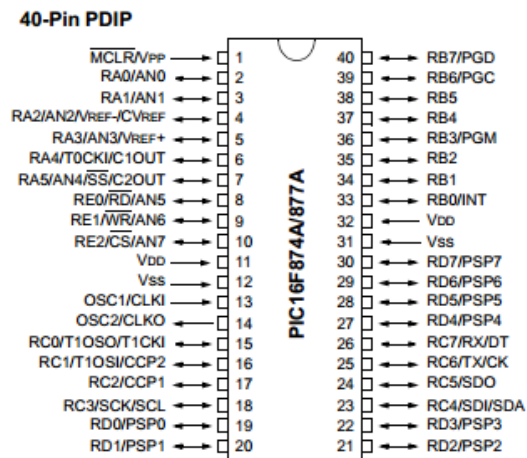 40-Pin PDIP
MCLR/VPP 1 40 RB7/PGD
RA0/AN0 2 39 RB6/PGC
RA1/AN1 3 38 RB5
RA2/AN2/VREF-/CVREF 4 37 RB4
RA3/AN3/VREF+ 5 36 RB3/PGM
RA4/T0CKI/C1OUT 6 35 RB2
RA5/AN4/SS/C2OUT 7 34 RB1
RE0/RD/AN5 8 33 RB0/INT
RE1/WR/AN6 9 32 VDD
RE2/CS/AN7 10 31 VSS
VDD 11 30 RD7/PSP7
VSS 12 29 RD6/PSP6
OSC1/CLKI 13 28 RD5/PSP5
OSC2/CLKO 14 27 RD4/PSP4
RC0/T1OSO/T1CKI 15 26 RC7/RX/DT
RC1/T1OSI/CCP2 16 25 RC6/TX/CK
RC2/CCP1 17 24 RC5/SDO
RC3/SCK/SCL 18 23 RC4/SDI/SDA
RD0/PSP0 19 22 RD3/PSP3
RD1/PSP1 20 21 RD2/PSP2
PIC16F874A/877A